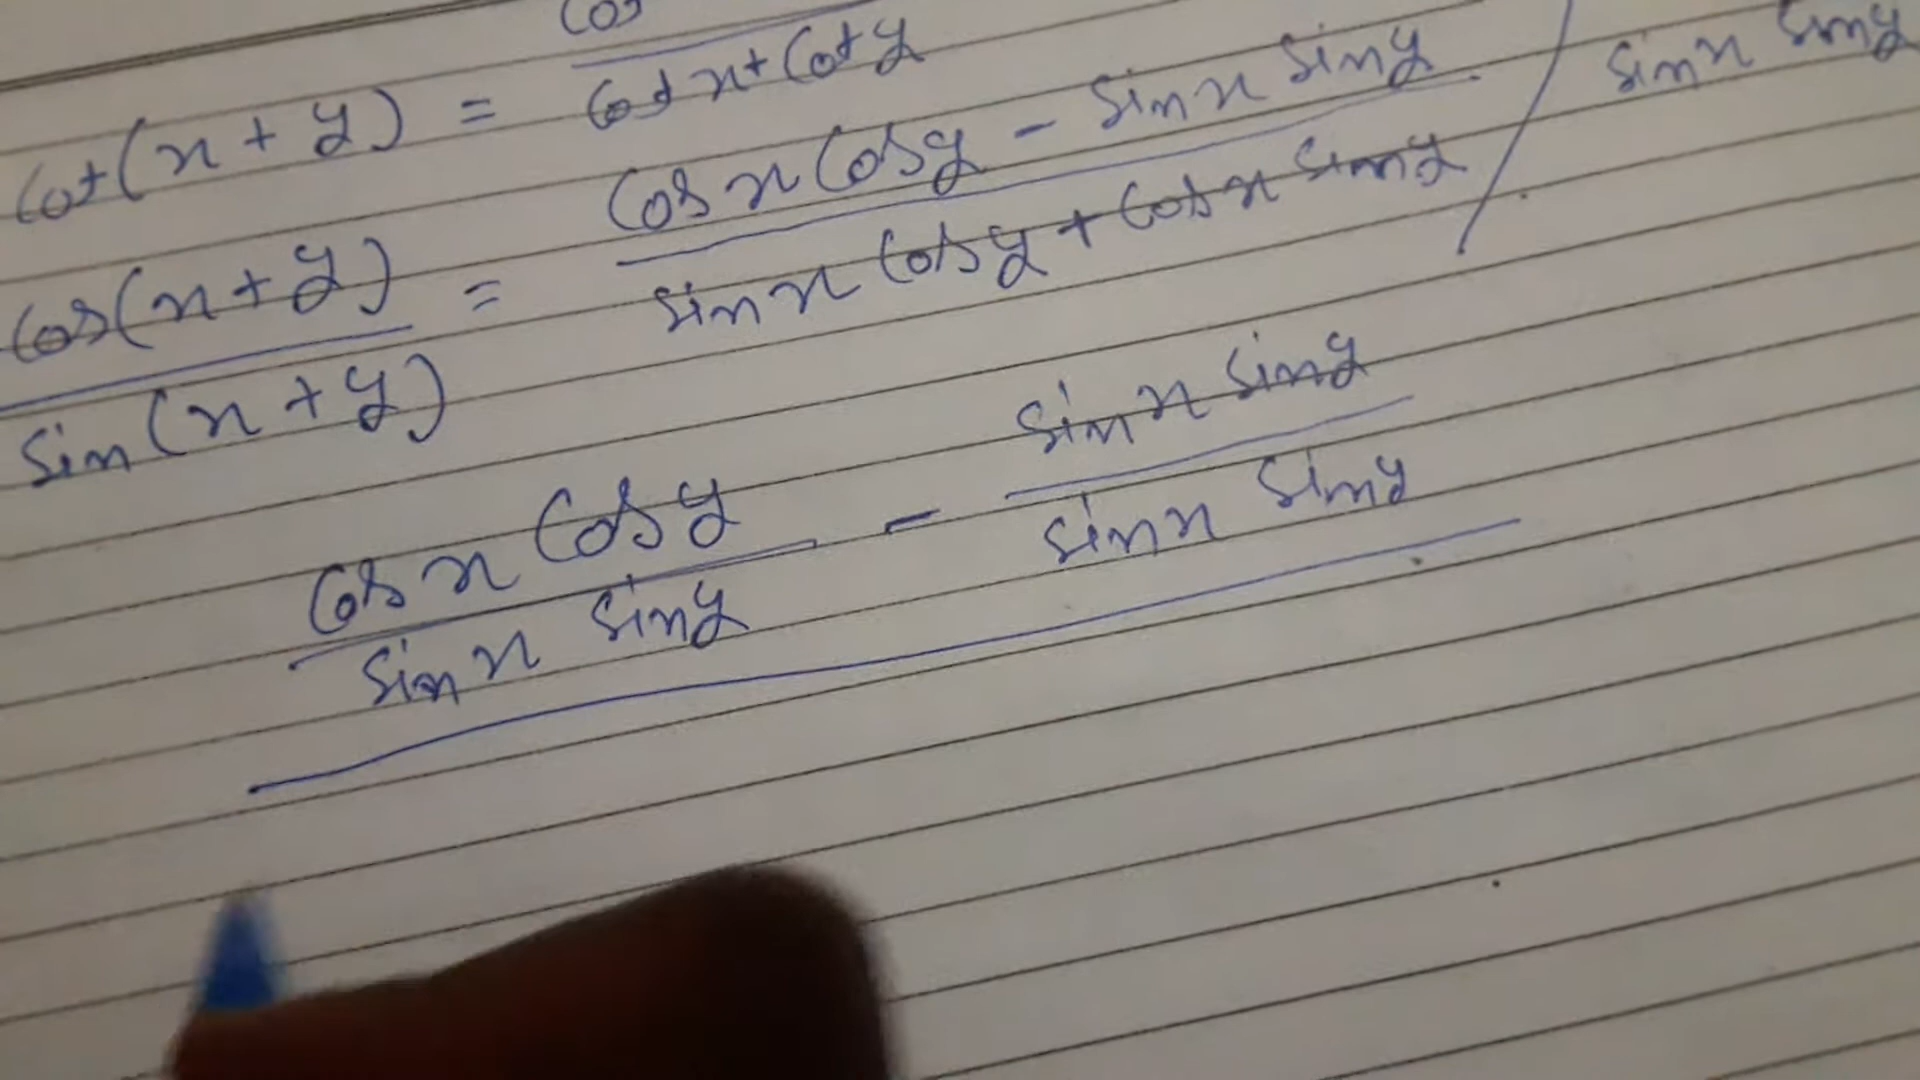 Cos
Cot(x + y) = Cot x + Cot y
Cos x Cos y - Sin x Sin y / Sin x Sin y
Cos(x + y) =
Sin x Cos y + Cos x Sin y
Sin(x + y)
Cos x Cos y - Sin x Sin y
Sin x Sin y Sin x Sin y